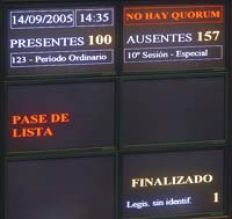 14/09/2005 14:35
PRESENTES 100
123 - Periodo Ordinario
NO HAY QUORUM
AUSENTES 157
10º Sesión - Especial
PASE DE
LISTA
FINALIZADO
Legis. sin identif. 1